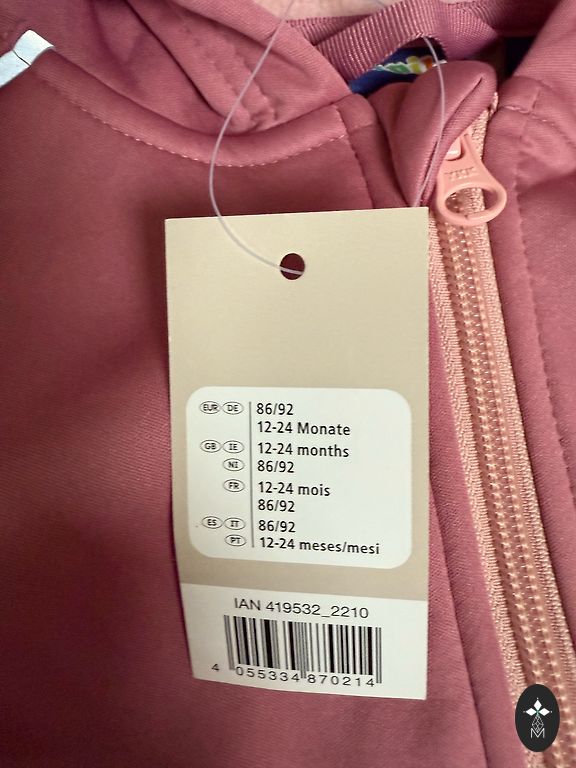 YKK
EUR DE 86/92
12-24 Monate
GB IE 12-24 months
NI 86/92
FR 12-24 mois
86/92
ES IT 86/92
PT 12-24 meses/mesi
IAN 419532_2210
4 055334 870214
M